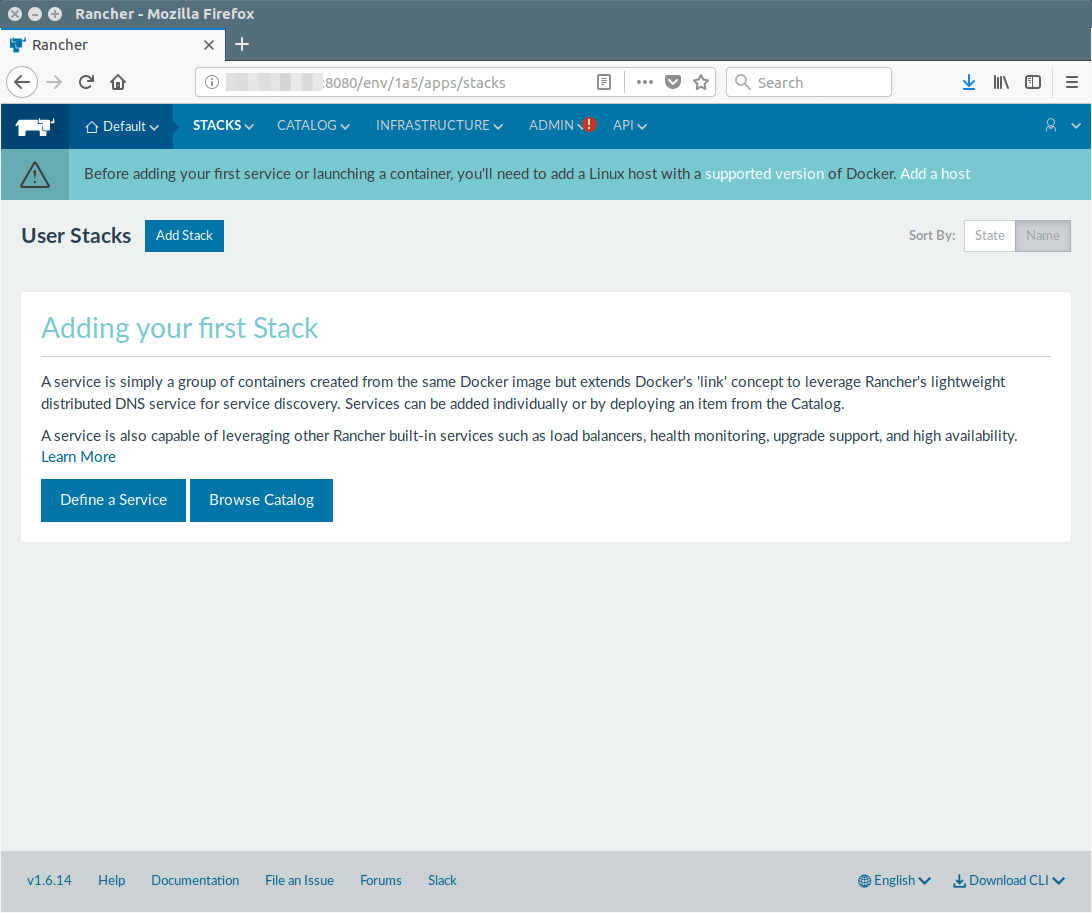 Rancher - Mozilla Firefox
Rancher
:8080/env/1a5/apps/stacks
Search
Default STACKS CATALOG INFRASTRUCTURE ADMIN ! API
Before adding your first service or launching a container, you'll need to add a Linux host with a supported version of Docker. Add a host
User Stacks Add Stack Sort By: State Name
Adding your first Stack
A service is simply a group of containers created from the same Docker image but extends Docker's 'link' concept to leverage Rancher's lightweight
distributed DNS service for service discovery. Services can be added individually or by deploying an item from the Catalog.
A service is also capable of leveraging other Rancher built-in services such as load balancers, health monitoring, upgrade support, and high availability.
Learn More
Define a Service Browse Catalog
v1.6.14 Help Documentation File an Issue Forums Slack English Download CLI